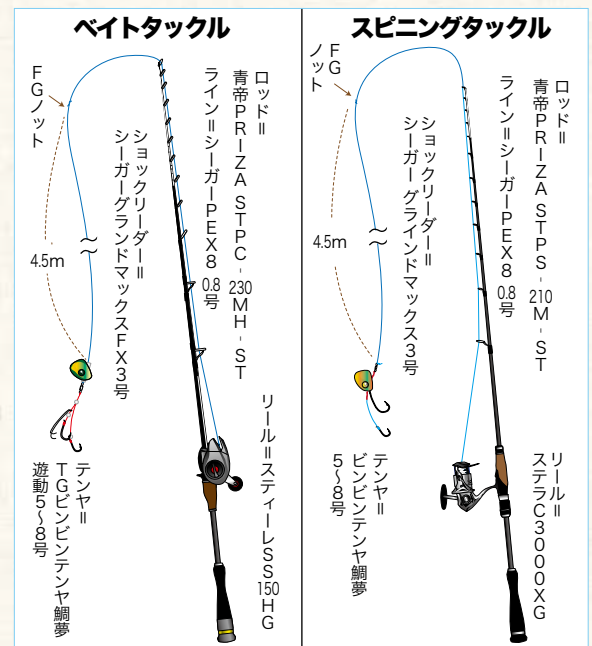 ベイトタックル
ロッド＝
青帝PRIZA STPC-230MH-ST
ライン＝シーガーPEX8 0.8号
FGノット
ショックリーダー＝
シーガーグランドマックスFX3号
4.5m
リール＝スティーレSS150HG
テンヤ＝
TGビンビンテンヤ鯛夢
遊動5〜8号
スピニングタックル
ロッド＝
青帝PRIZA STPS-210M-ST
ライン＝シーガーPEX8 0.8号
FG
ノット
ショックリーダー＝
シーガー グラインドマックス3号
4.5m
リール＝
ステラC3000XG
テンヤ＝
ビンビンテンヤ鯛夢
5〜8号